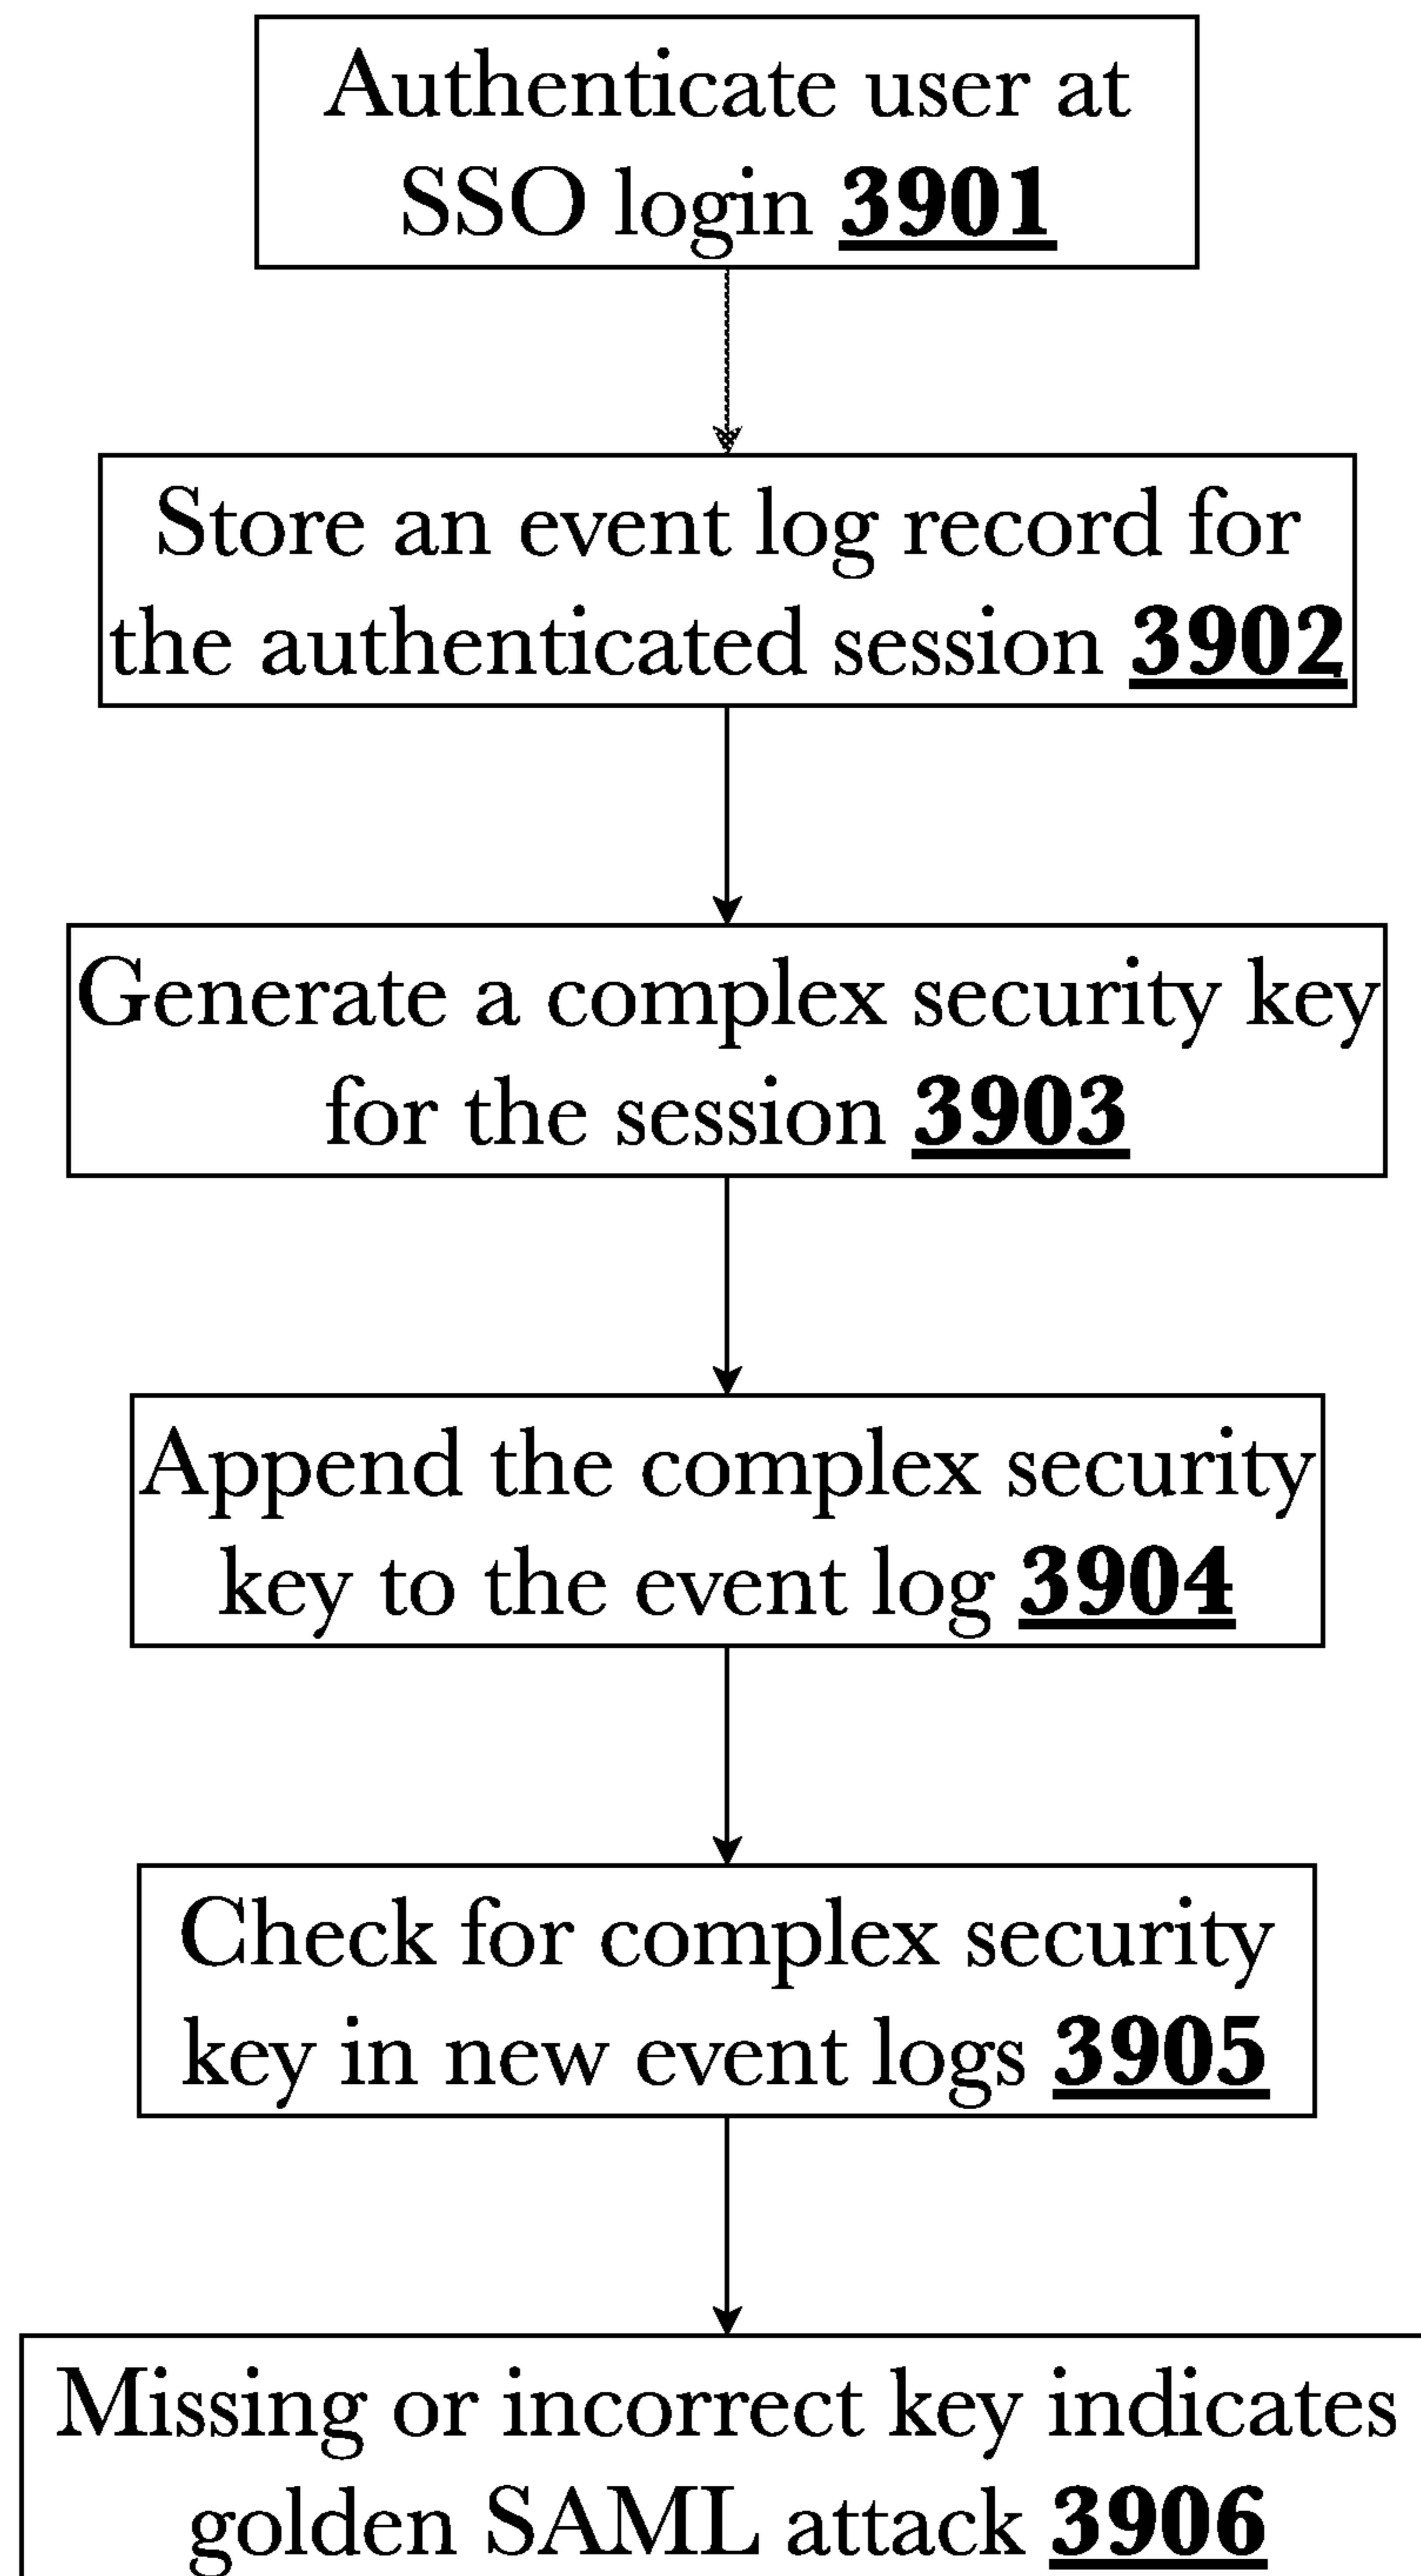 Authenticate user at
SSO login 3901
Store an event log record for
the authenticated session 3902
Generate a complex security key
for the session 3903
Append the complex security
key to the event log 3904
Check for complex security
key in new event logs 3905
Missing or incorrect key indicates
golden SAML attack 3906